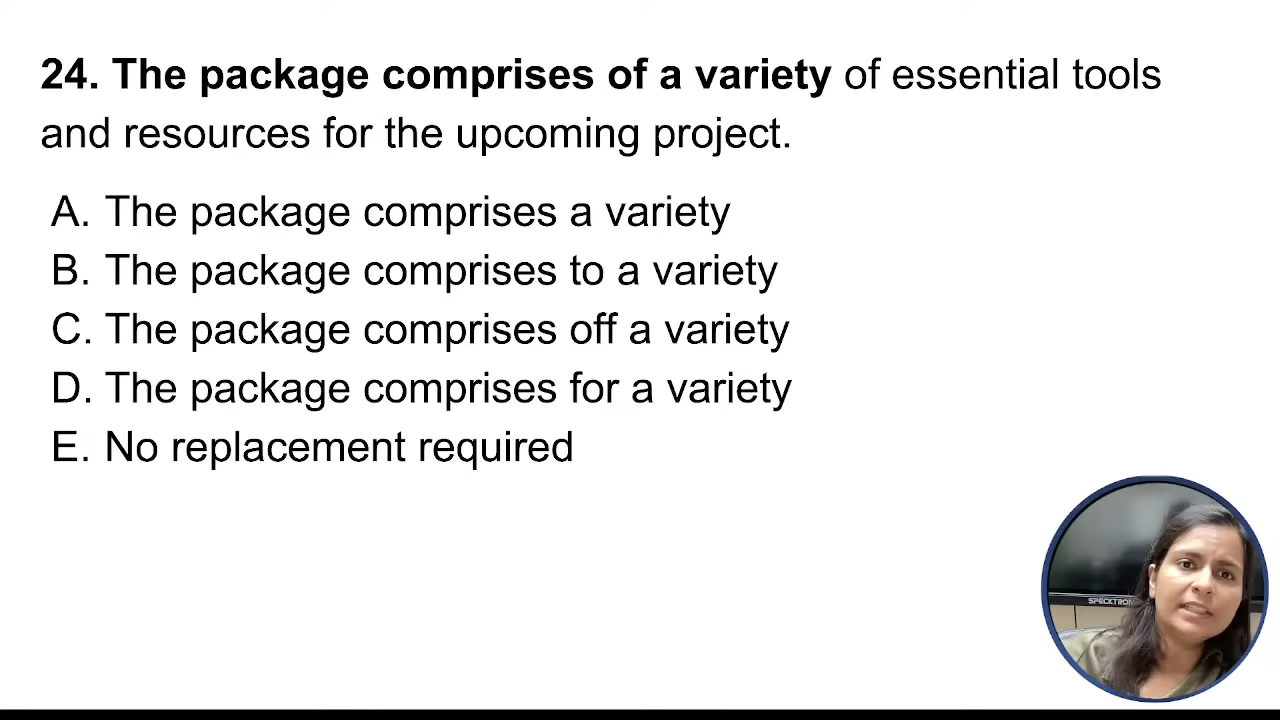 24. The package comprises of a variety of essential tools
and resources for the upcoming project.
A. The package comprises a variety
B. The package comprises to a variety
C. The package comprises off a variety
D. The package comprises for a variety
E. No replacement required
SPECKTRON